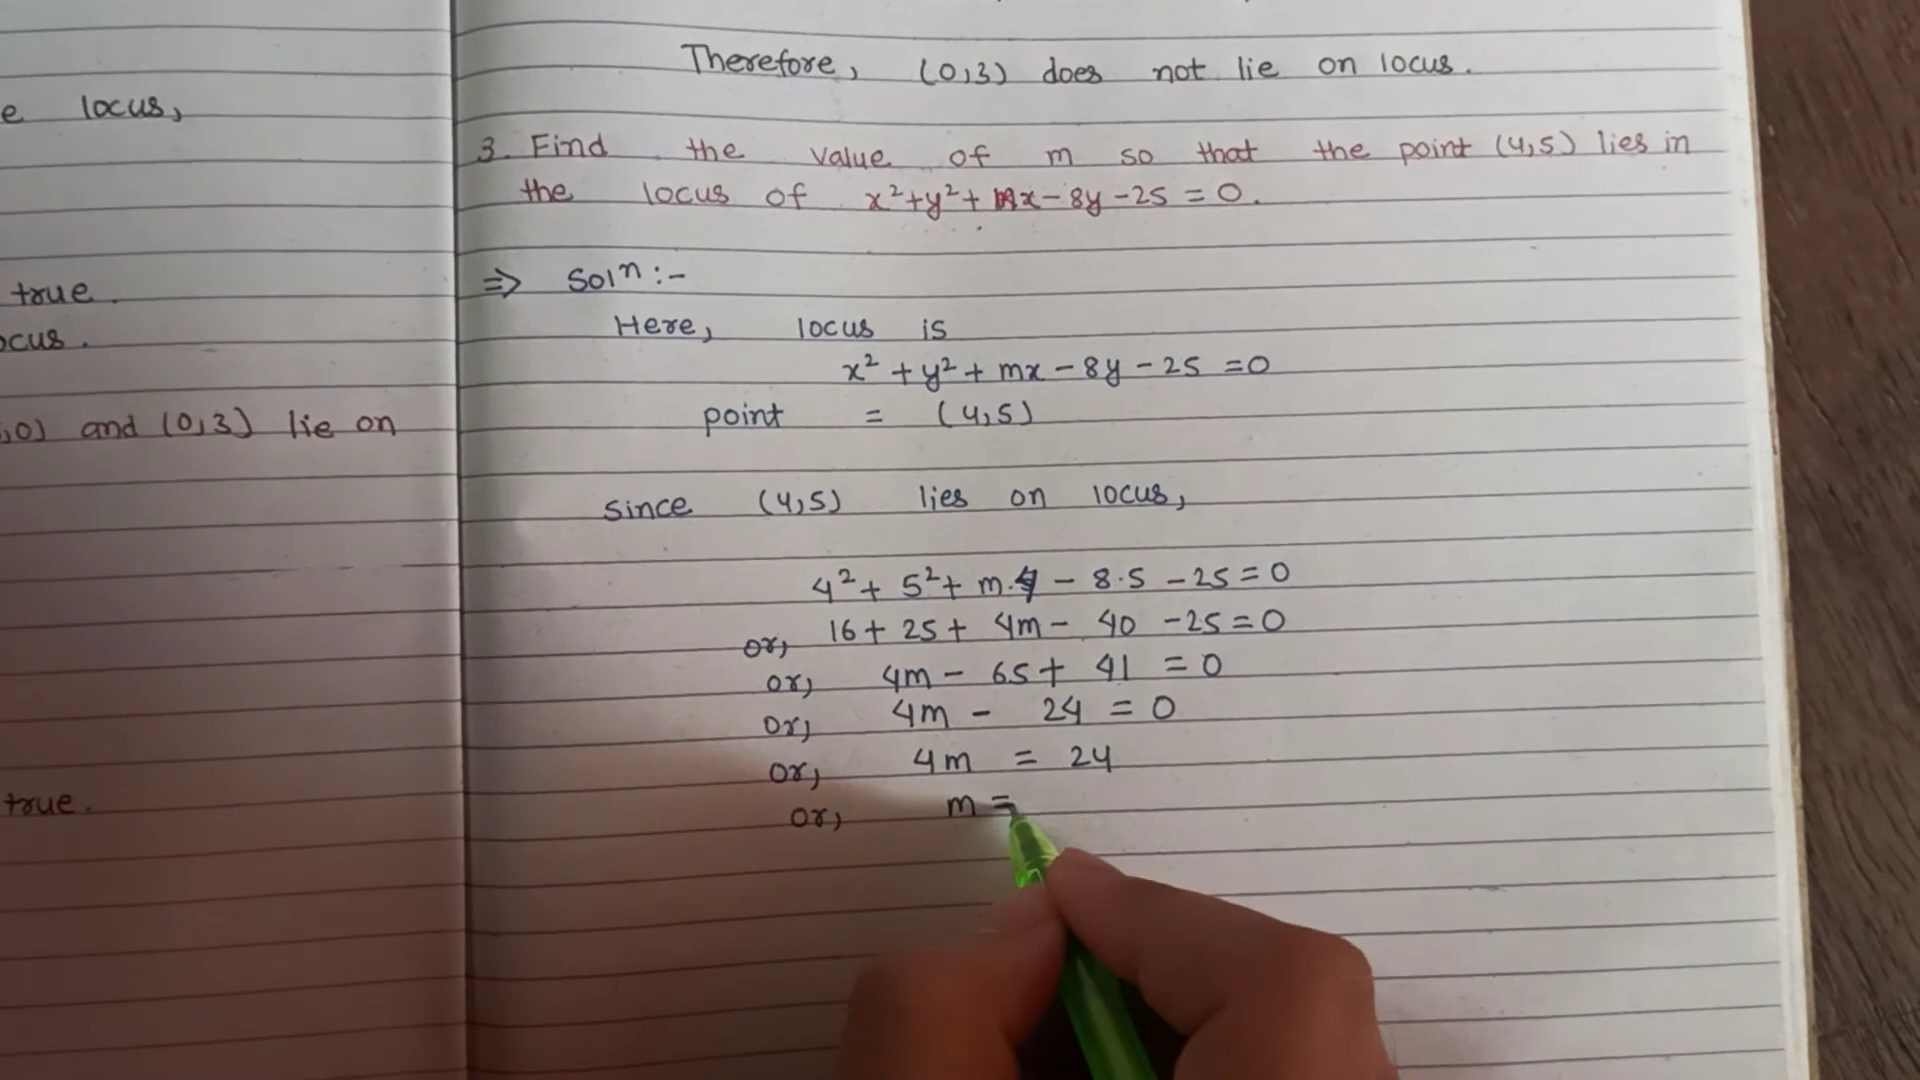 e locus,
true.
ocus.
,0) and (0,3) lie on
true.
Therefore, (0,3) does not lie on locus.
3. Find the value of m so that the point (4,5) lies in
the locus of x²+y²+mx-8y-25=0.
⇒ Solⁿ:-
Here, locus is
x²+y²+mx-8y-25=0
point = (4,5)
since (4,5) lies on locus,
4²+5²+m.4-8.5-25=0
or, 16+25+4m-40-25=0
or, 4m-65+41=0
or, 4m-24=0
or, 4m=24
or, m=